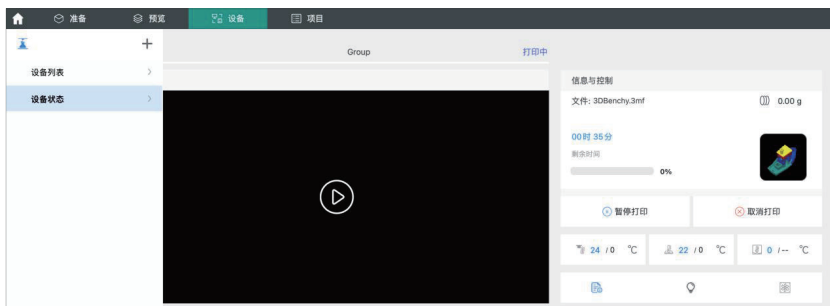 准备 预览 设备 项目
设备列表
设备状态
Group 打印中
信息与控制
文件: 3DBenchy.3mf 0.00 g
00时 35分
剩余时间
0%
暂停打印 取消打印
24 /0 °C 22 /0 °C 0 /-- °C